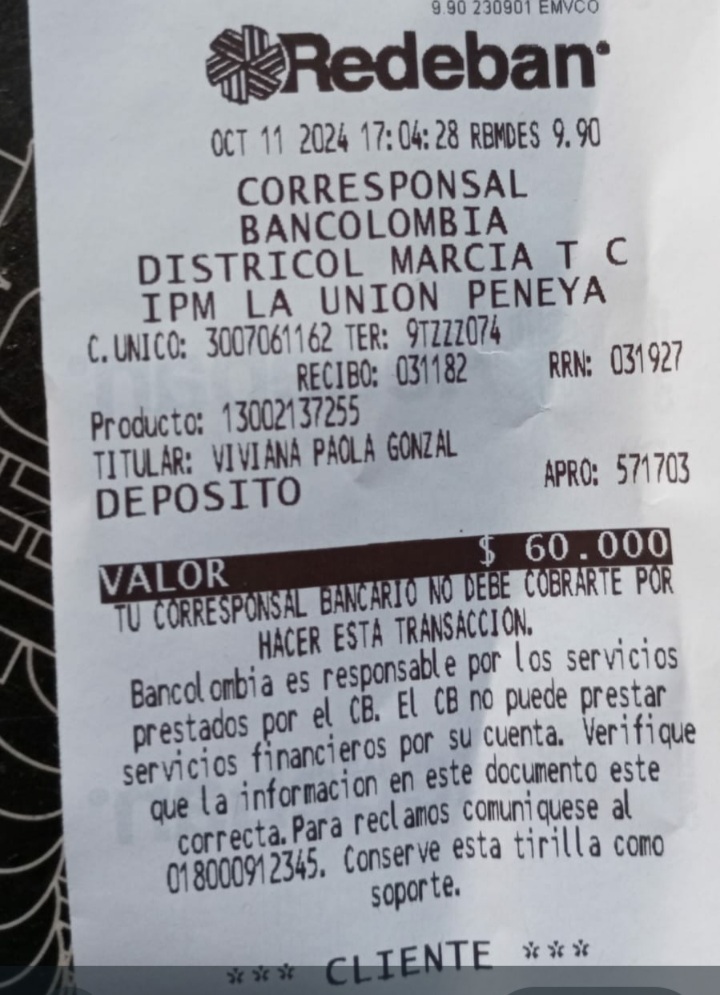 9.90 230901 EMVCO
Redeban
OCT 11 2024 17:04:28 RBMDES 9.90
CORRESPONSAL
BANCOLOMBIA
DISTRICOL MARCIA T C
IPM LA UNION PENEYA
C.UNICO: 3007061162 TER: 9TZZZ074
RECIBO: 031182 RRN: 031927
Producto: 13002137255
TITULAR: VIVIANA PAOLA GONZAL
DEPOSITO APRO: 571703
VALOR $ 60.000
TU CORRESPONSAL BANCARIO NO DEBE COBRARTE POR
HACER ESTA TRANSACCION.
Bancolombia es responsable por los servicios
prestados por el CB. El CB no puede prestar
servicios financieros por su cuenta. Verifique
que la informacion en este documento este
correcta.Para reclamos comuniquese al
018000912345. Conserve esta tirilla como
soporte.
*** CLIENTE ***